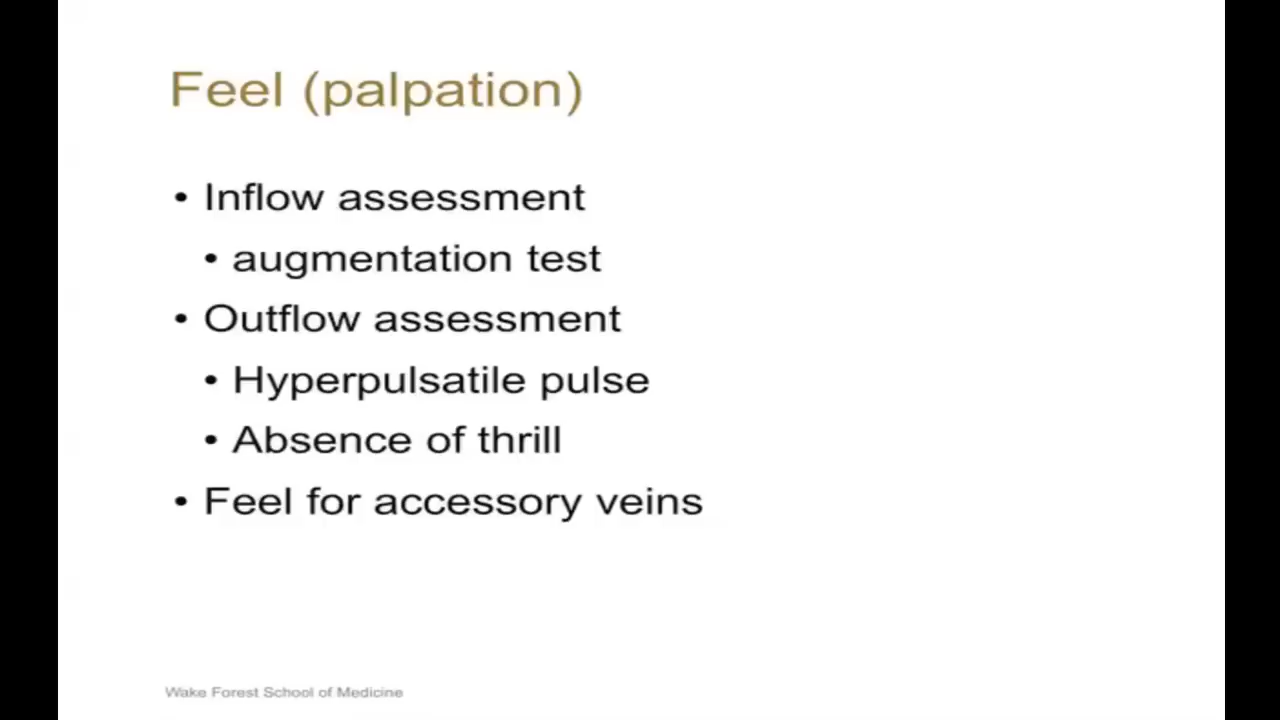 Feel (palpation)
• Inflow assessment
• augmentation test
• Outflow assessment
• Hyperpulsatile pulse
• Absence of thrill
• Feel for accessory veins
Wake Forest School of Medicine